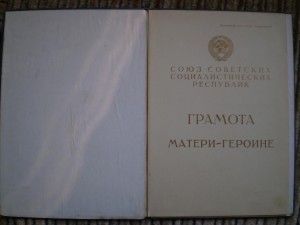 СОЮЗ СОВЕТСКИХ
СОЦИАЛИСТИЧЕСКИХ
РЕСПУБЛИК
ГРАМОТА
МАТЕРИ-ГЕРОИНЕ